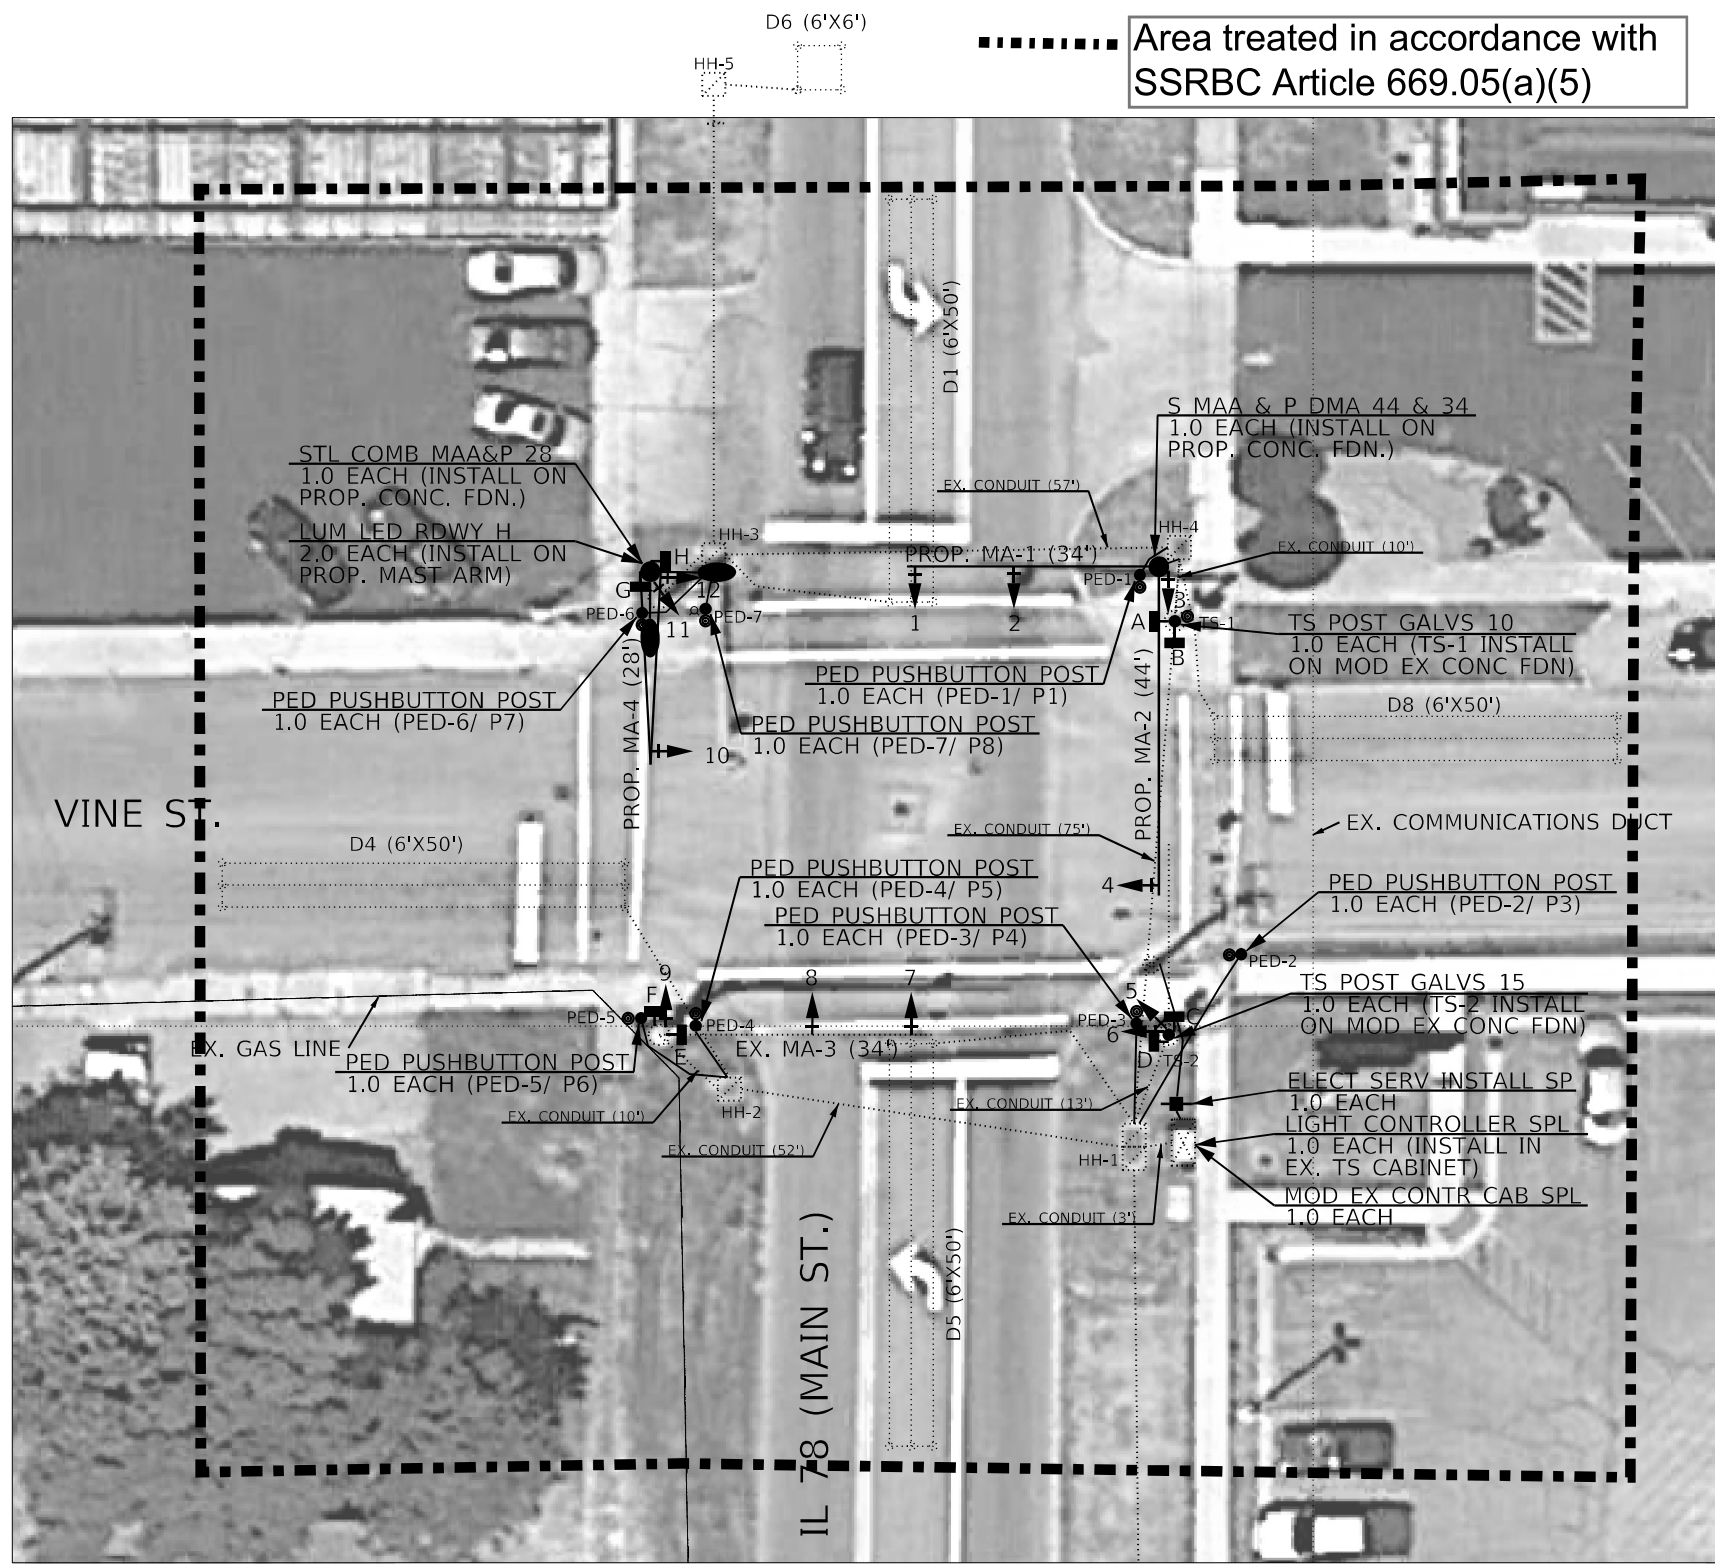 D6 (6'X6')
HH-5
Area treated in accordance with
SSRBC Article 669.05(a)(5)
D1 (6'X50')
S MAA & P DMA 44 & 34
1.0 EACH (INSTALL ON
PROP. CONC. FDN.)
STL COMB MAA&P 28
1.0 EACH (INSTALL ON
PROP. CONC. FDN.)
LUM LED RDWY H
2.0 EACH (INSTALL ON
PROP. MAST ARM)
EX. CONDUIT (57')
HH-3
HH-4
PROP. MA-1 (34')
EX. CONDUIT (10')
H
G
12
PED-1
3
PED-6
PED-7
11
1
2
A
TS-1
B
TS POST GALVS 10
1.0 EACH (TS-1 INSTALL
ON MOD EX CONC FDN)
PED PUSHBUTTON POST
1.0 EACH (PED-1/ P1)
PED PUSHBUTTON POST
1.0 EACH (PED-6/ P7)
PED PUSHBUTTON POST
1.0 EACH (PED-7/ P8)
PROP. MA-4 (28')
PROP. MA-2 (44')
D8 (6'X50')
10
VINE ST.
D4 (6'X50')
EX. CONDUIT (75')
EX. COMMUNICATIONS DUCT
PED PUSHBUTTON POST
1.0 EACH (PED-4/ P5)
4
PED PUSHBUTTON POST
1.0 EACH (PED-2/ P3)
PED PUSHBUTTON POST
1.0 EACH (PED-3/ P4)
PED-2
9
8
7
5
F
C
TS POST GALVS 15
1.0 EACH (TS-2 INSTALL
ON MOD EX CONC FDN)
PED-5
PED-4
PED-3
6
EX. GAS LINE
E
EX. MA-3 (34')
D
TS-2
PED PUSHBUTTON POST
1.0 EACH (PED-5/ P6)
HH-2
ELECT SERV INSTALL SP
1.0 EACH
EX. CONDUIT (10')
EX. CONDUIT (13')
LIGHT CONTROLLER SPL
1.0 EACH (INSTALL IN
EX. TS CABINET)
EX. CONDUIT (52')
HH-1
MOD EX CONTR CAB SPL
1.0 EACH
EX. CONDUIT (3')
D5 (6'X50')
IL 78 (MAIN ST.)